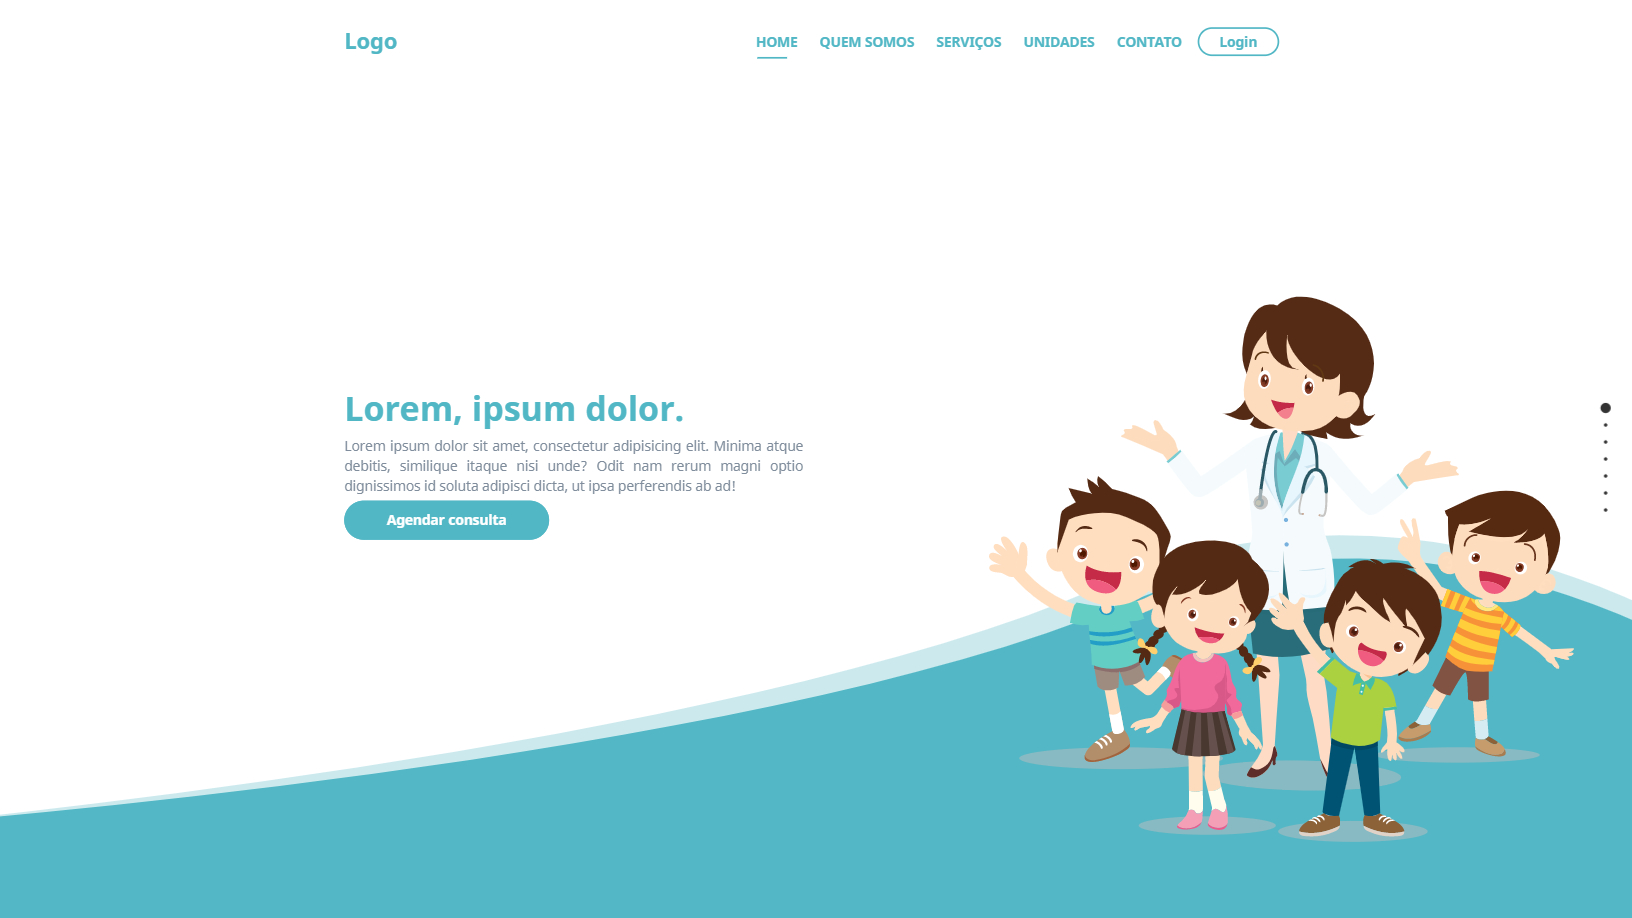 Logo
HOME QUEM SOMOS SERVIÇOS UNIDADES CONTATO Login
Lorem, ipsum dolor.
Lorem ipsum dolor sit amet, consectetur adipisicing elit. Minima atque
debitis, similique itaque nisi unde? Odit nam rerum magni optio
dignissimos id soluta adipisci dicta, ut ipsa perferendis ab ad!
Agendar consulta